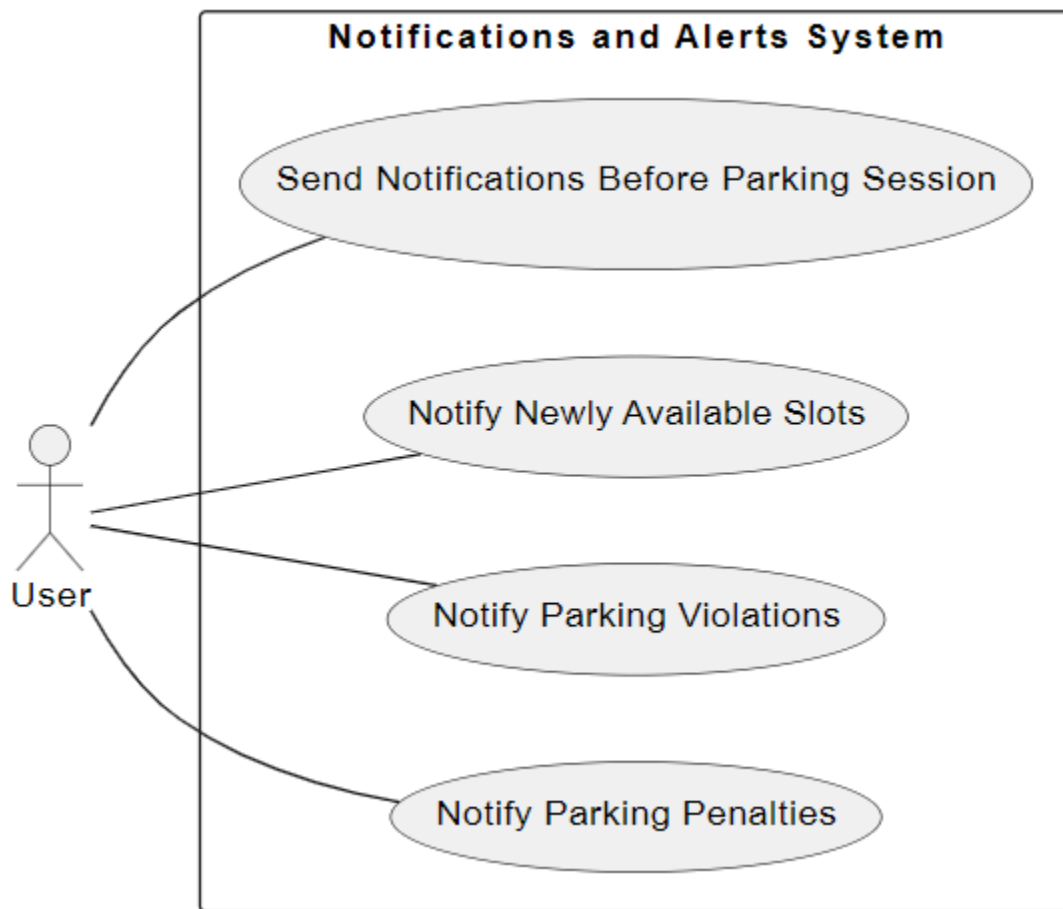 Notifications and Alerts System
Send Notifications Before Parking Session
Notify Newly Available Slots
Notify Parking Violations
User
Notify Parking Penalties